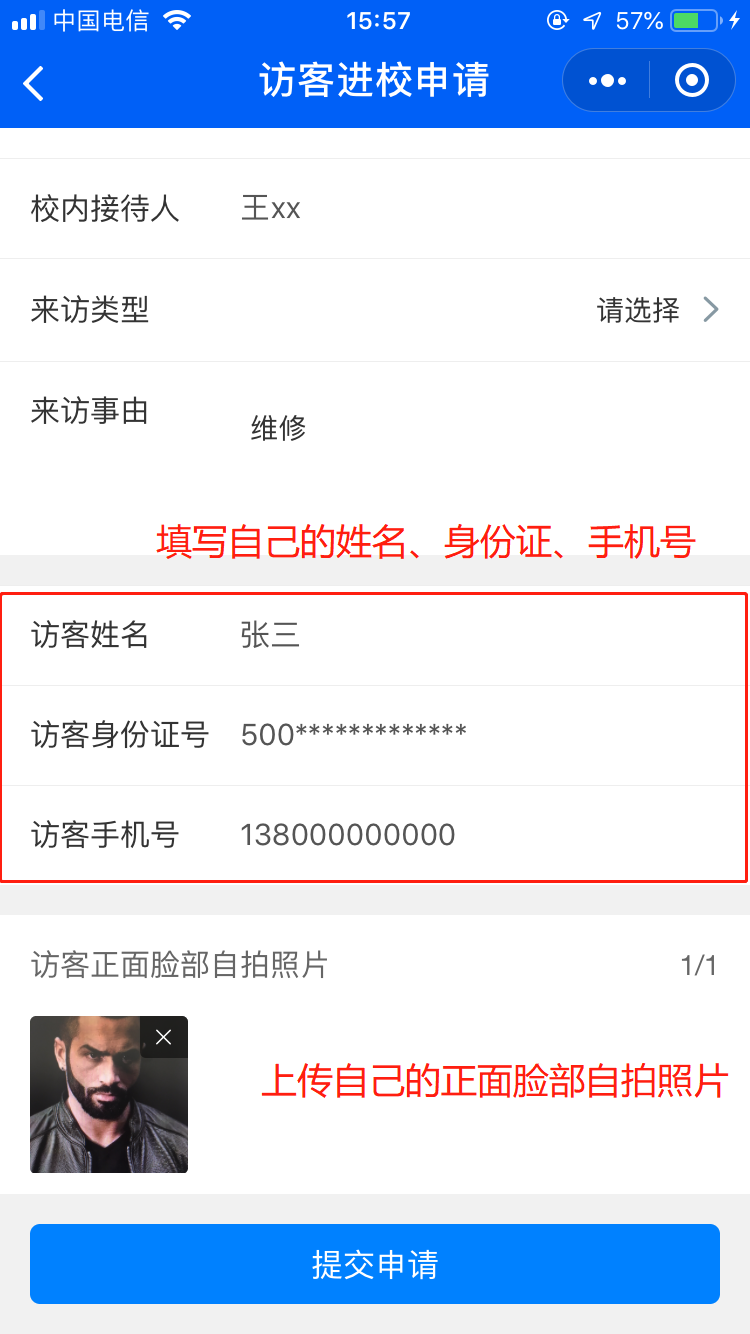 中国电信 15:57 57%
访客进校申请
校内接待人 王xx
来访类型 请选择
来访事由 维修
填写自己的姓名、身份证、手机号
访客姓名 张三
访客身份证号 500*************
访客手机号 138000000000
访客正面脸部自拍照片 1/1
上传自己的正面脸部自拍照片
提交申请